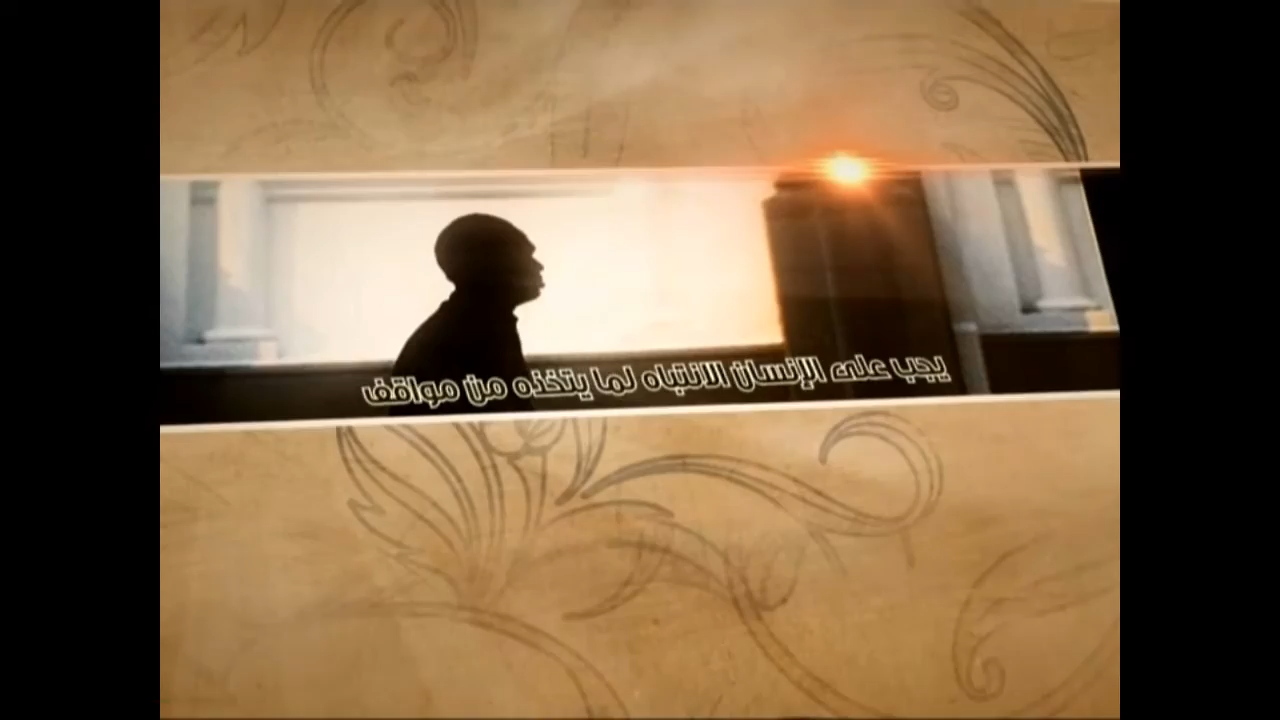 يجب على الإنسان الانتباه لما يتخذه من مواقف